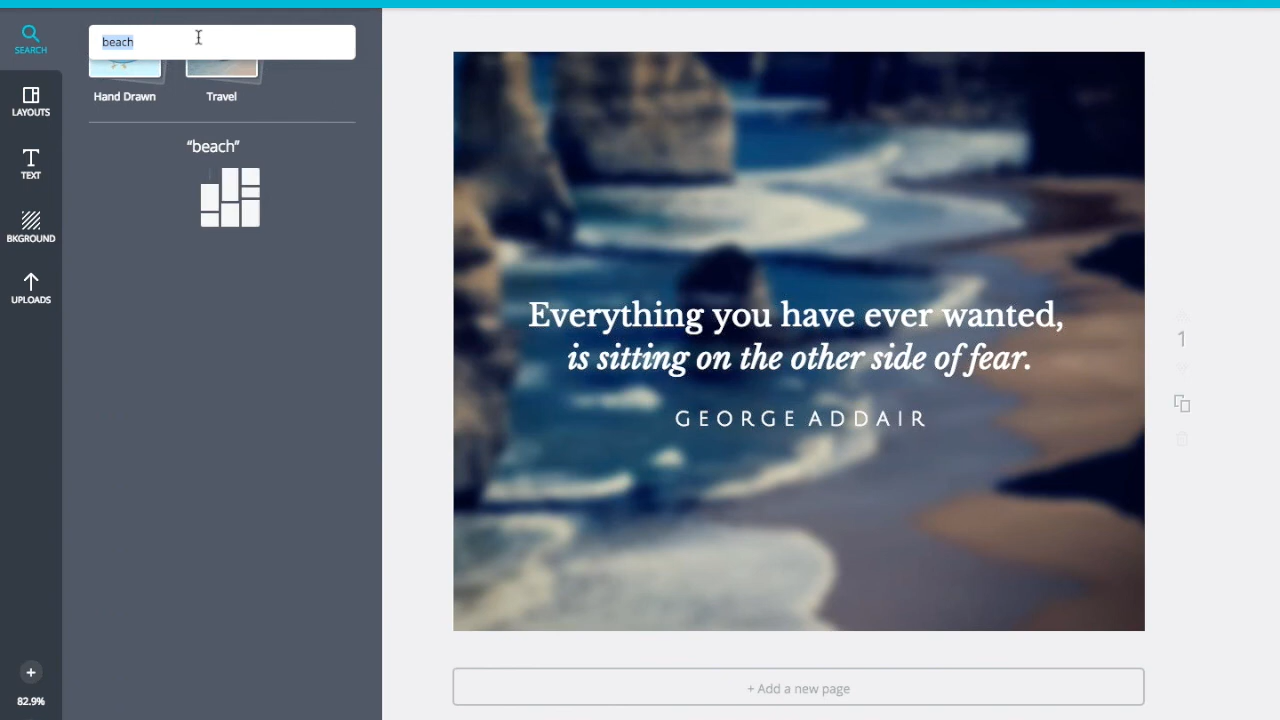 SEARCH
LAYOUTS
TEXT
BKGROUND
UPLOADS
82.9%
beach
Hand Drawn
Travel
“beach”
Everything you have ever wanted,
is sitting on the other side of fear.
GEORGE ADDAIR
1
+ Add a new page